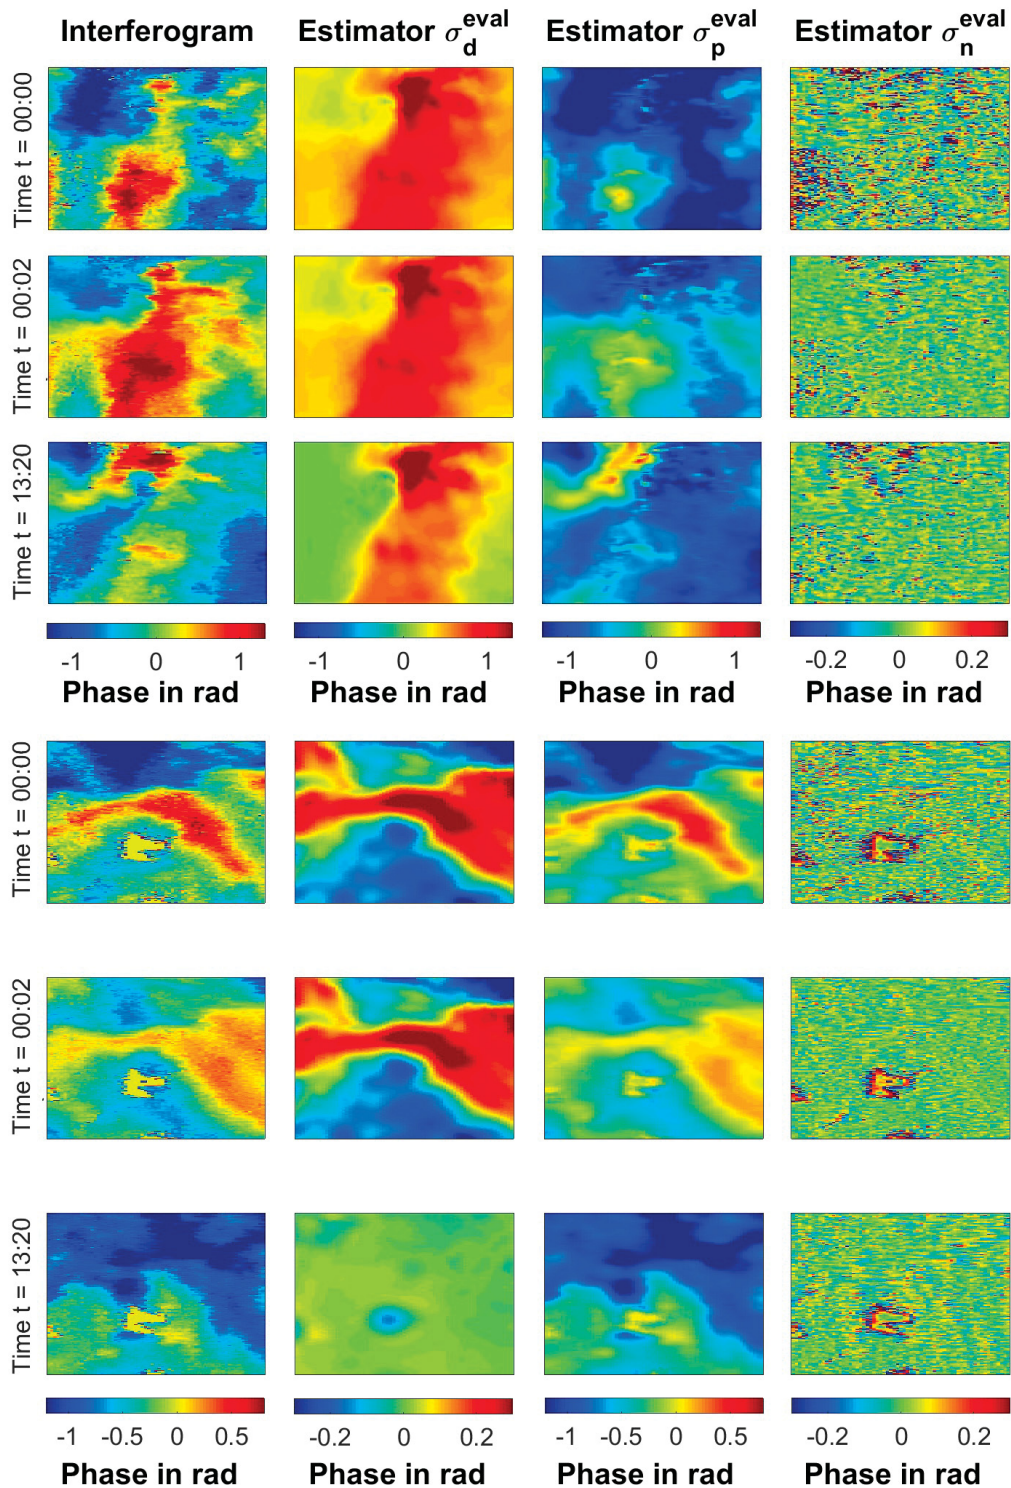 Interferogram Estimator σ_d^eval Estimator σ_p^eval Estimator σ_n^eval
Time t = 00:00
Time t = 00:02
Time t = 13:20
-1 0 1 -1 0 1 -1 0 1 -0.2 0 0.2
Phase in rad Phase in rad Phase in rad Phase in rad
Time t = 00:00
Time t = 00:02
Time t = 13:20
-1 -0.5 0 0.5 -0.2 0 -1 -0.5 0 0.5 -0.2 0 0.2
Phase in rad Phase in rad Phase in rad Phase in rad